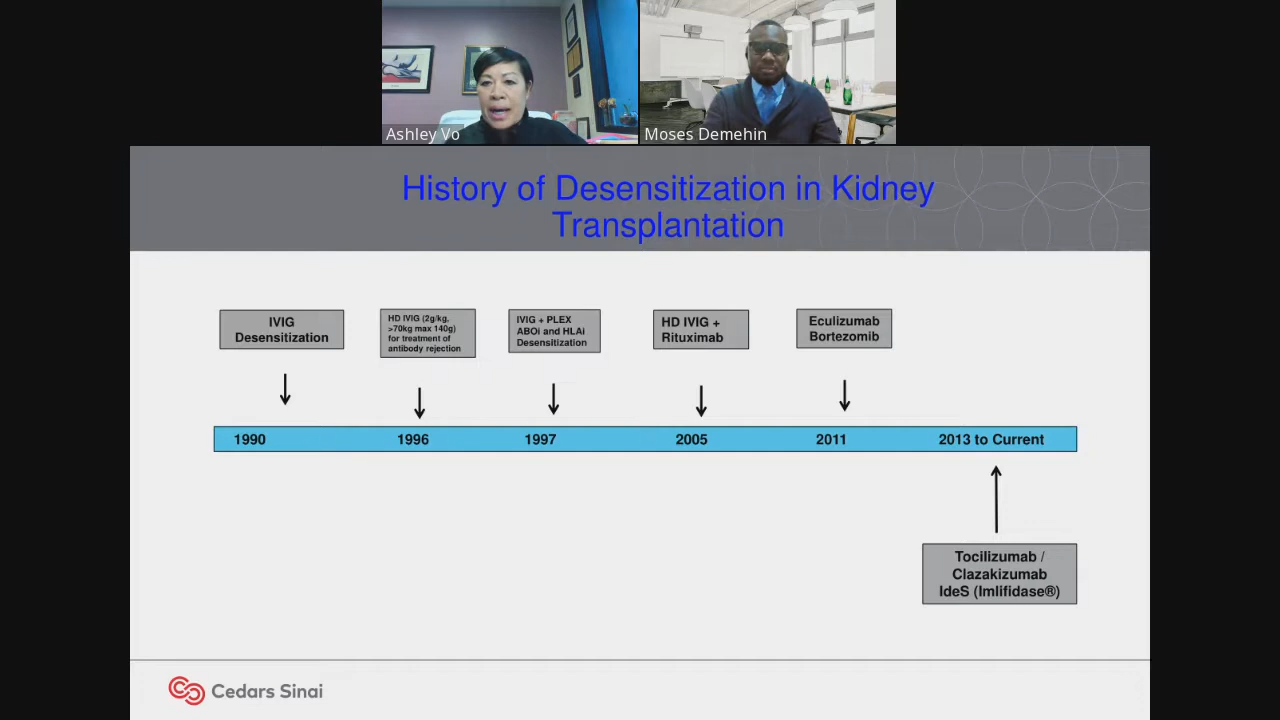 Ashley Vo
Moses Demehin
History of Desensitization in Kidney
Transplantation
IVIG
Desensitization
HD IVIG (2g/kg,
>70kg max 140g)
for treatment of
antibody rejection
IVIG + PLEX
ABOi and HLAi
Desensitization
HD IVIG +
Rituximab
Eculizumab
Bortezomib
1990
1996
1997
2005
2011
2013 to Current
Tocilizumab /
Clazakizumab
IdeS (Imlifidase®)
Cedars Sinai